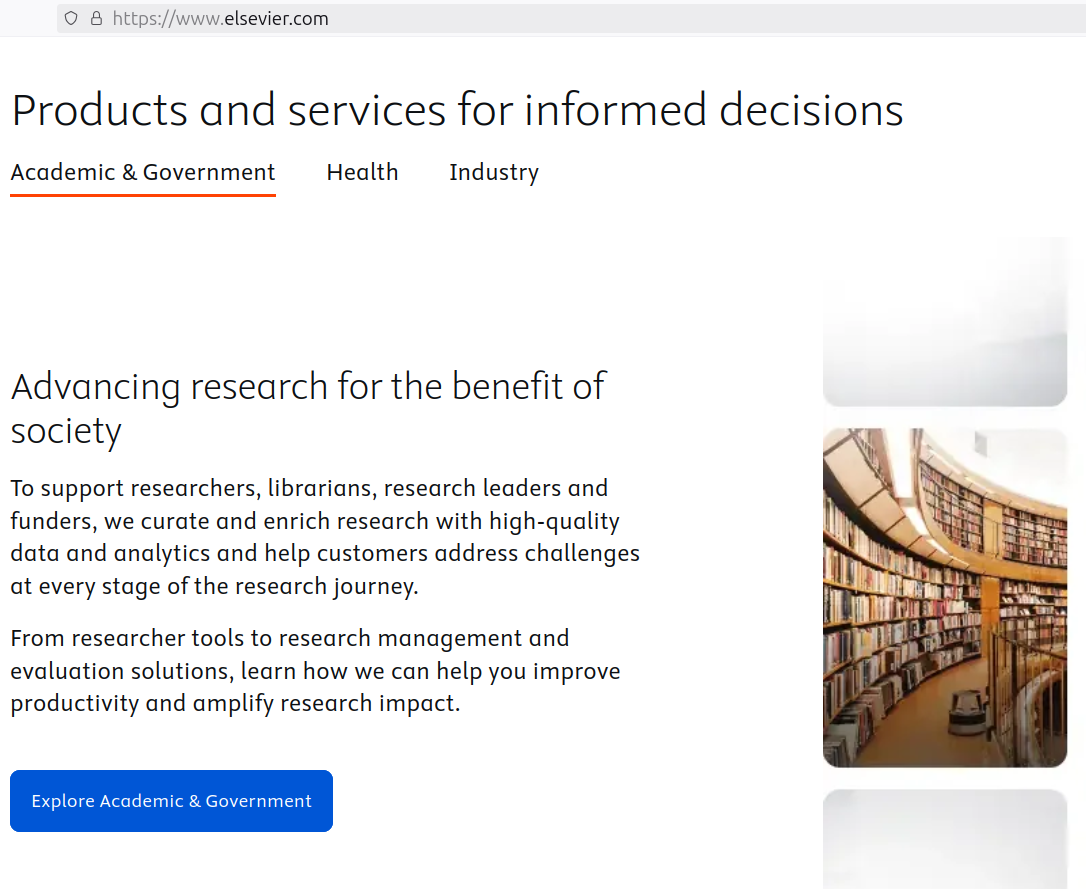 https://www.elsevier.com
Products and services for informed decisions
Academic & Government Health Industry
Advancing research for the benefit of
society
To support researchers, librarians, research leaders and
funders, we curate and enrich research with high-quality
data and analytics and help customers address challenges
at every stage of the research journey.
From researcher tools to research management and
evaluation solutions, learn how we can help you improve
productivity and amplify research impact.
Explore Academic & Government